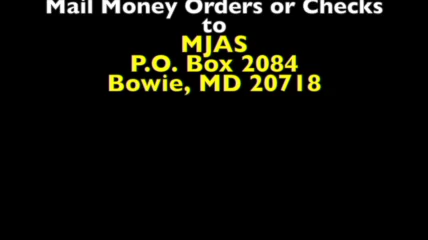 Mail Money Orders or Checks
to
MJAS
P.O. Box 2084
Bowie, MD 20718